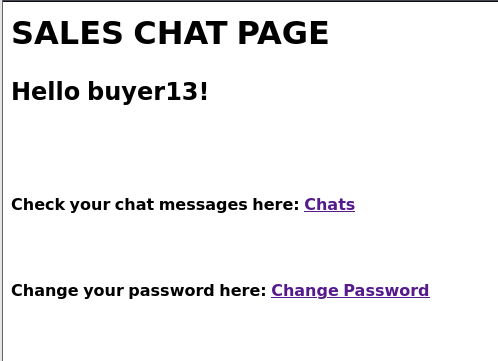 SALES CHAT PAGE
Hello buyer13!
Check your chat messages here: Chats
Change your password here: Change Password